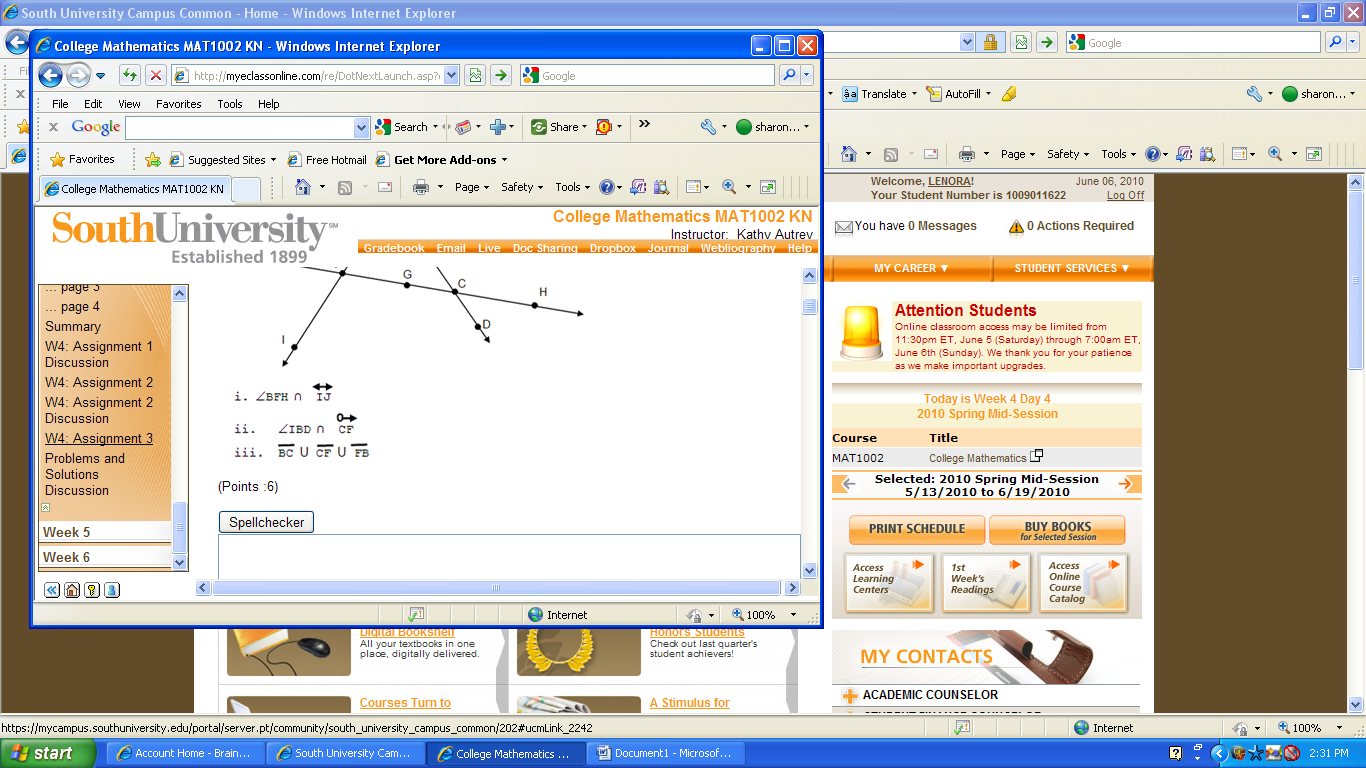 South University Campus Common - Home - Windows Internet Explorer
Google
Translate
AutoFill
sharon...
Page
Safety
Tools
College Mathematics MAT1002 KN - Windows Internet Explorer
http://myeclassonline.com/re/DotNextLaunch.asp?
Google
File Edit View Favorites Tools Help
x Google Search Share » sharon...
Favorites Suggested Sites Free Hotmail Get More Add-ons
College Mathematics MAT1002 KN
Page Safety Tools
SouthUniversity SM
Established 1899
College Mathematics MAT1002 KN
Instructor: Kathy Autrey
Gradebook Email Live Doc Sharing Dropbox Journal Webliography Help
... page 3
... page 4
Summary
W4: Assignment 1
Discussion
W4: Assignment 2
W4: Assignment 2
Discussion
W4: Assignment 3
Problems and
Solutions
Discussion
Week 5
Week 6
G
C
H
D
I
i. ∠BFH ∩ IJ
ii. ∠IBD ∩ CF
iii. BC U CF U FB
(Points :6)
Spellchecker
Internet
100%
Welcome, LENORA!
June 06, 2010
Your Student Number is 1009011622
Log Off
You have 0 Messages
0 Actions Required
MY CAREER ▼
STUDENT SERVICES ▼
Attention Students
Online classroom access may be limited from
11:30pm ET, June 5 (Saturday) through 7:00am ET,
June 6th (Sunday). We thank you for your patience
as we make important upgrades.
Today is Week 4 Day 4
2010 Spring Mid-Session
Course Title
MAT1002 College Mathematics
Selected: 2010 Spring Mid-Session
5/13/2010 to 6/19/2010
PRINT SCHEDULE
BUY BOOKS
for Selected Session
Access
Learning
Centers
1st
Week's
Readings
Access
Online
Course
Catalog
MY CONTACTS
ACADEMIC COUNSELOR
Digital Bookshelf
All your textbooks in one
place, digitally delivered.
Honors Students
Check out last quarter's
student achievers!
Courses Turn to
A Stimulus for
https://mycampus.southuniversity.edu/portal/server.pt/community/south_university_campus_common/202#ucmLink_2242
Internet
100%
start
Account Home - Brain...
South University Cam...
College Mathematics ...
Document1 - Microsof...
2:31 PM